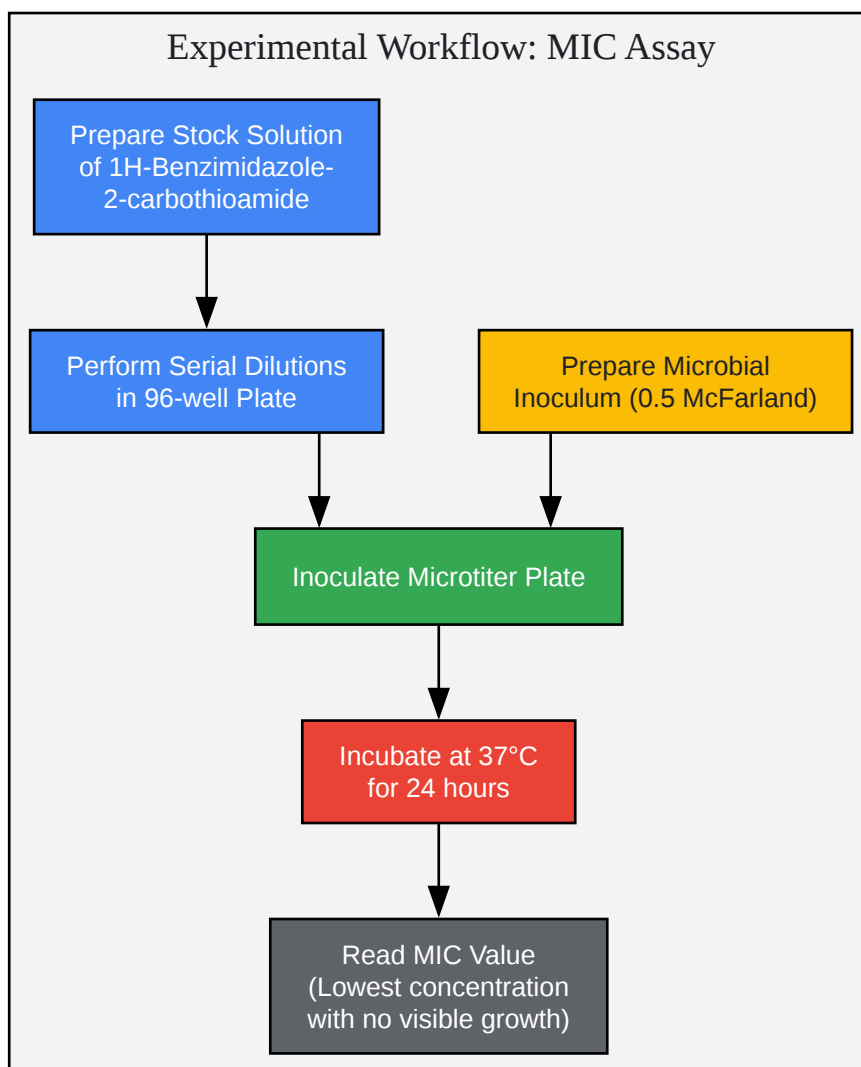 Experimental Workflow: MIC Assay
Prepare Stock Solution
of 1H-Benzimidazole-
2-carbothioamide
Perform Serial Dilutions
in 96-well Plate
Prepare Microbial
Inoculum (0.5 McFarland)
Inoculate Microtiter Plate
Incubate at 37°C
for 24 hours
Read MIC Value
(Lowest concentration
with no visible growth)